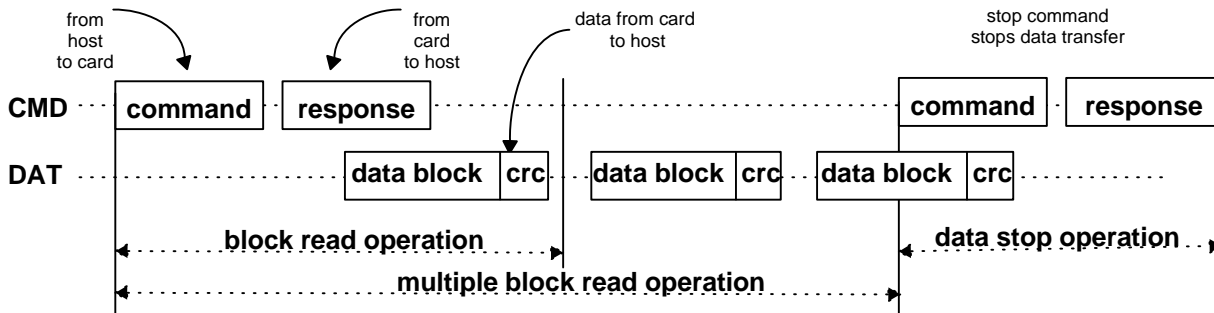 from
host
to card
from
card
to host
data from card
to host
stop command
stops data transfer
CMD
command
response
command
response
DAT
data block
crc
data block
crc
data block
crc
block read operation
data stop operation
multiple block read operation